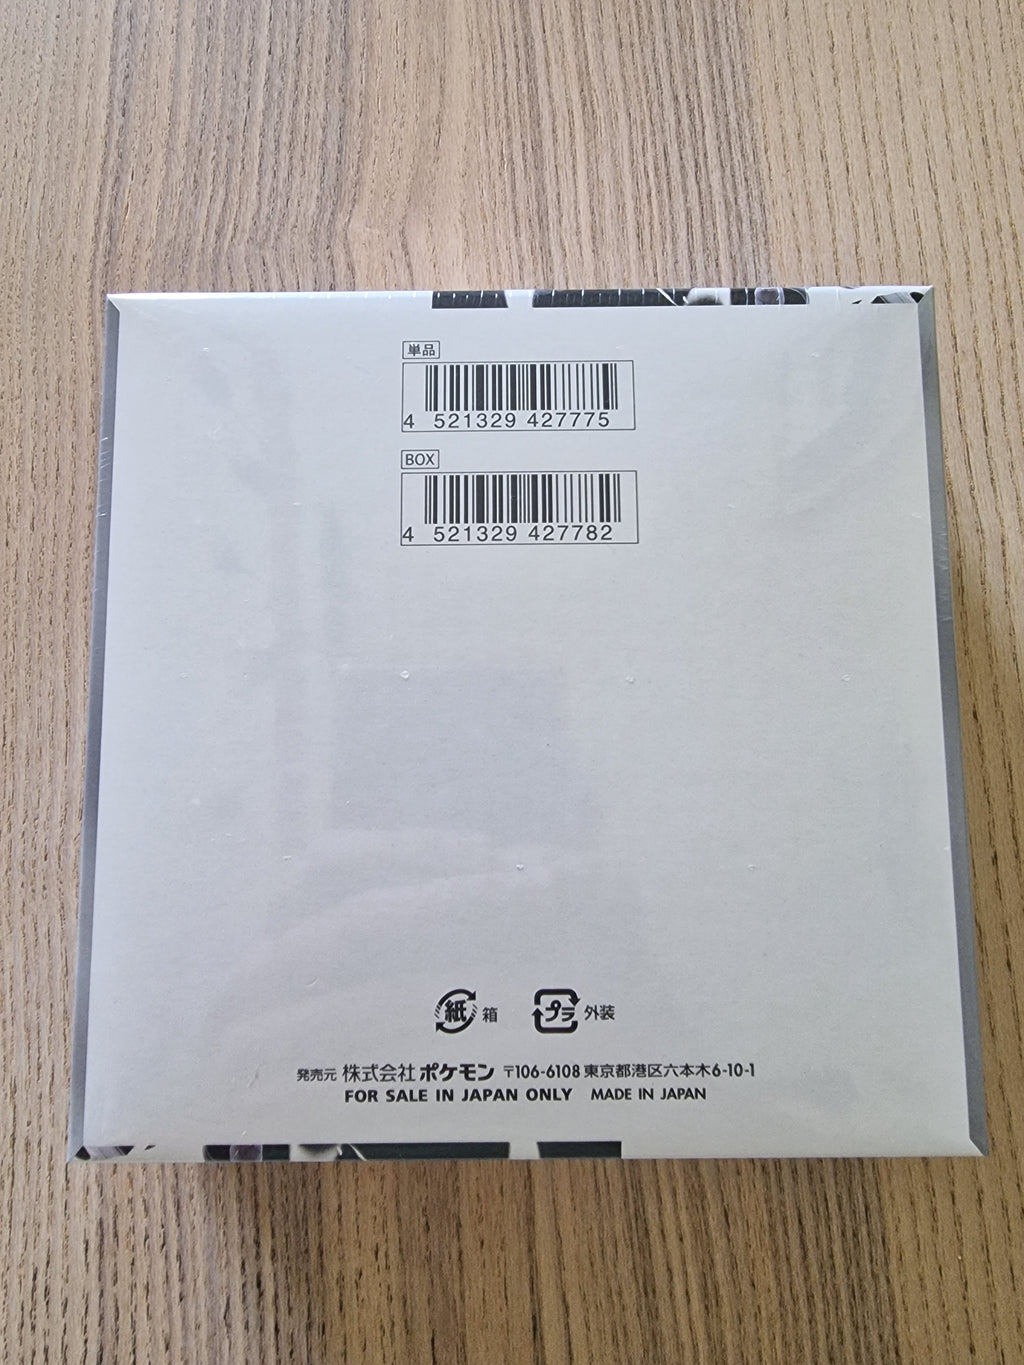 単品
4 521329 427775
BOX
4 521329 427782
紙 箱 プラ 外装
発売元 株式会社ポケモン 〒106-6108 東京都港区六本木6-10-1
FOR SALE IN JAPAN ONLY MADE IN JAPAN